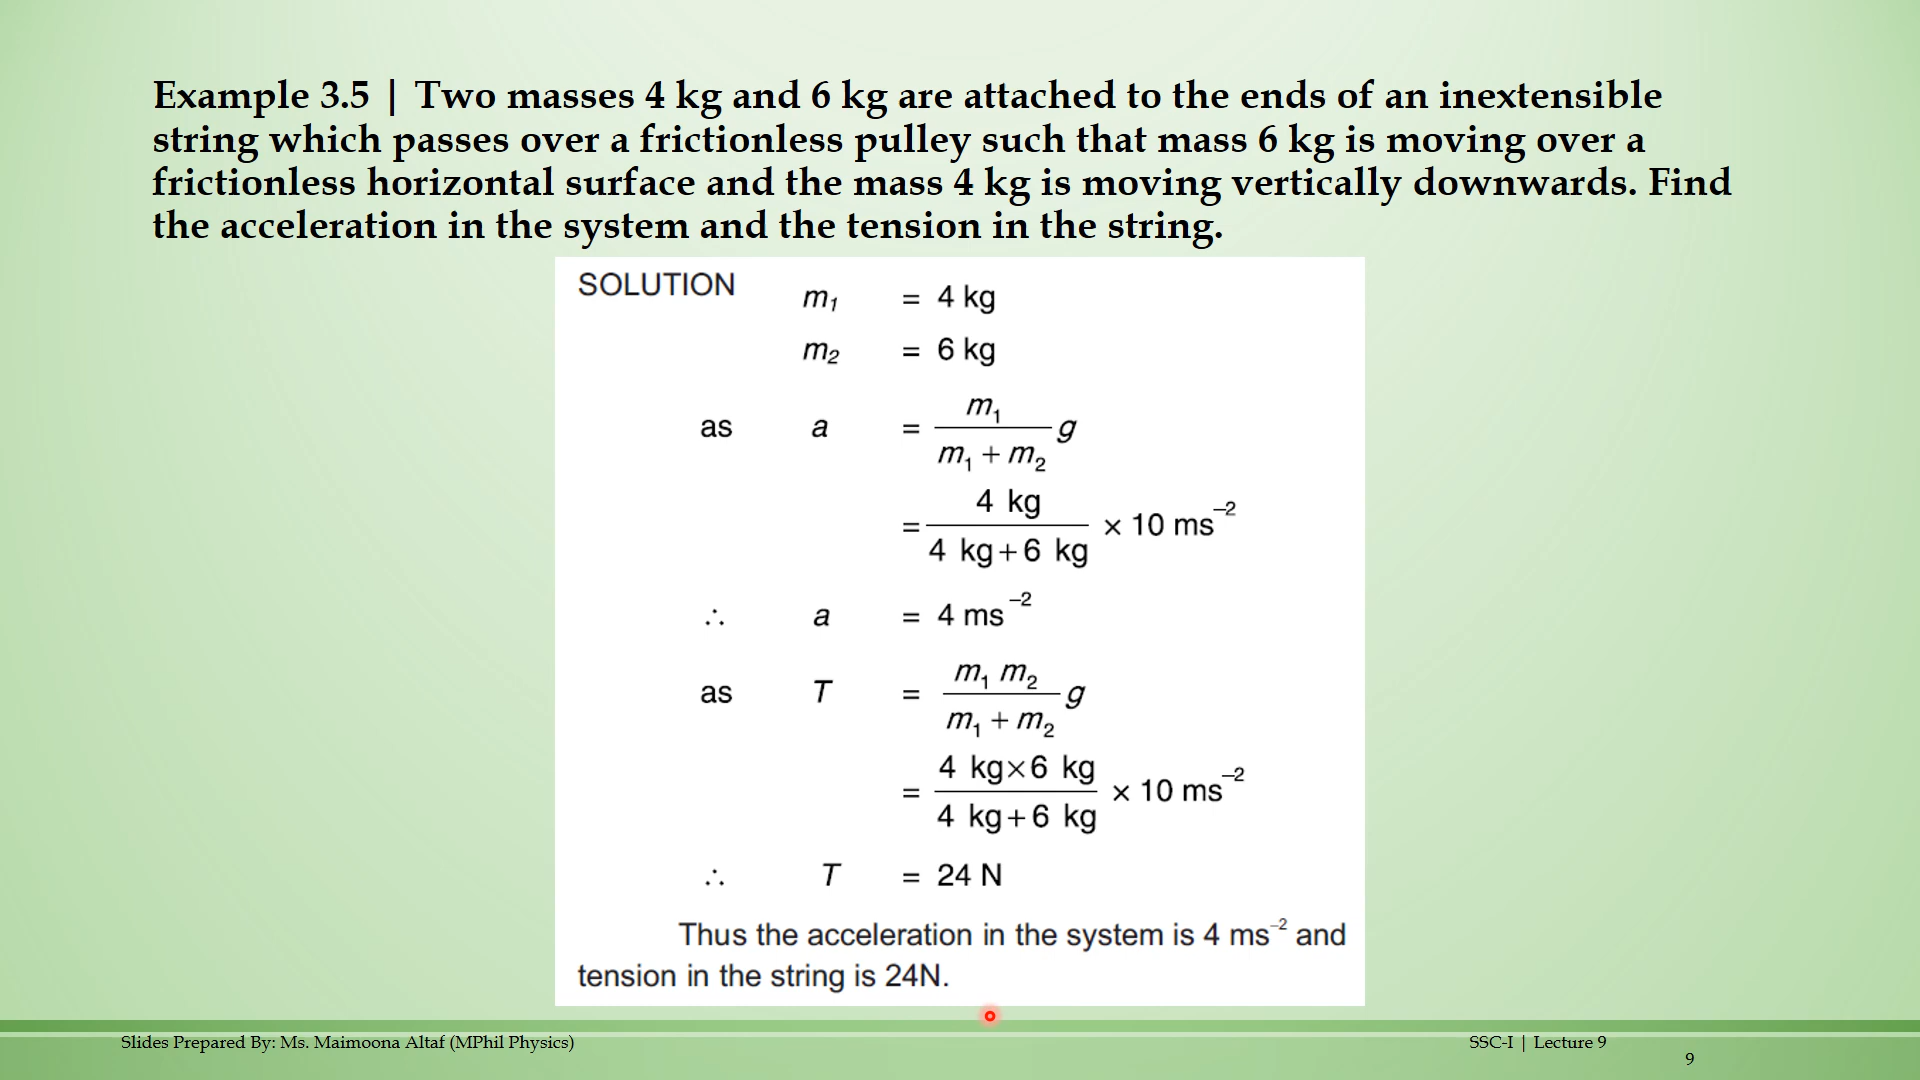 Example 3.5 | Two masses 4 kg and 6 kg are attached to the ends of an inextensible
string which passes over a frictionless pulley such that mass 6 kg is moving over a
frictionless horizontal surface and the mass 4 kg is moving vertically downwards. Find
the acceleration in the system and the tension in the string.
SOLUTION
m₁ = 4 kg
m₂ = 6 kg
as a = m₁ / (m₁ + m₂) g
= 4 kg / (4 kg + 6 kg) × 10 ms⁻²
∴ a = 4 ms⁻²
as T = m₁ m₂ / (m₁ + m₂) g
= 4 kg×6 kg / (4 kg + 6 kg) × 10 ms⁻²
∴ T = 24 N
Thus the acceleration in the system is 4 ms⁻² and
tension in the string is 24N.
Slides Prepared By: Ms. Maimoona Altaf (MPhil Physics)
SSC-I | Lecture 9
9